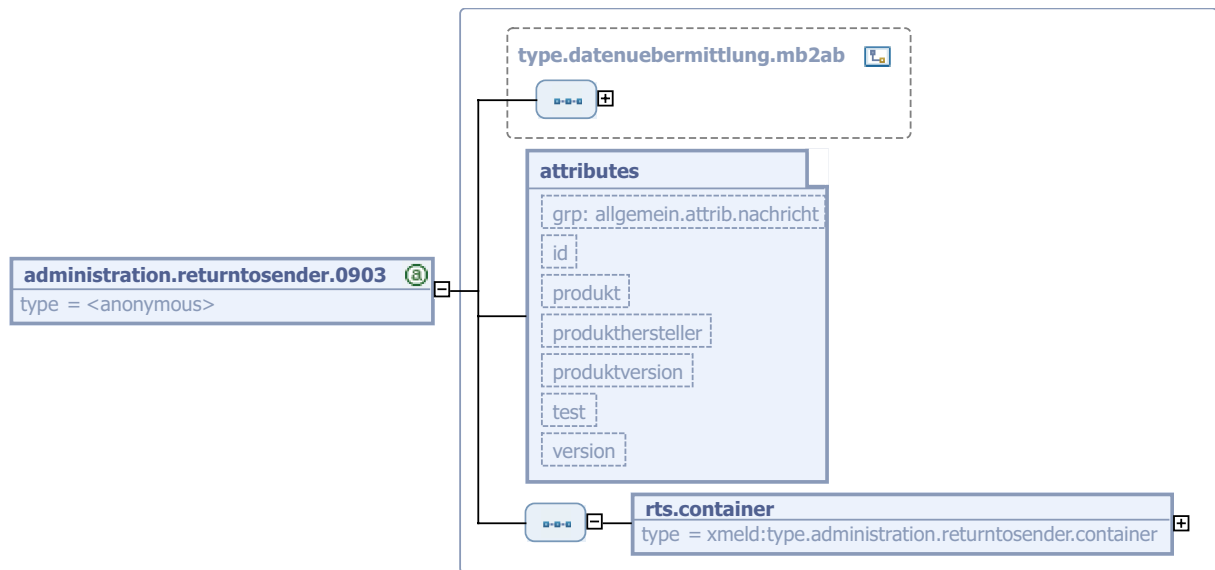 type.datenuebermittlung.mb2ab
attributes
grp: allgemein.attrib.nachricht
id
produkt
produkthersteller
produktversion
test
version
administration.returntosender.0903 a
type = <anonymous>
rts.container
type = xmeld:type.administration.returntosender.container